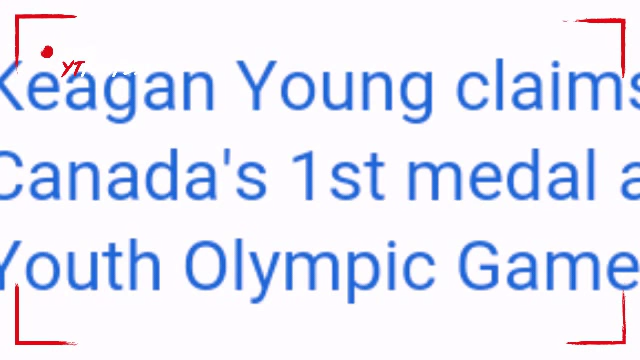 Keagan Young claims
Canada's 1st medal a
Youth Olympic Game